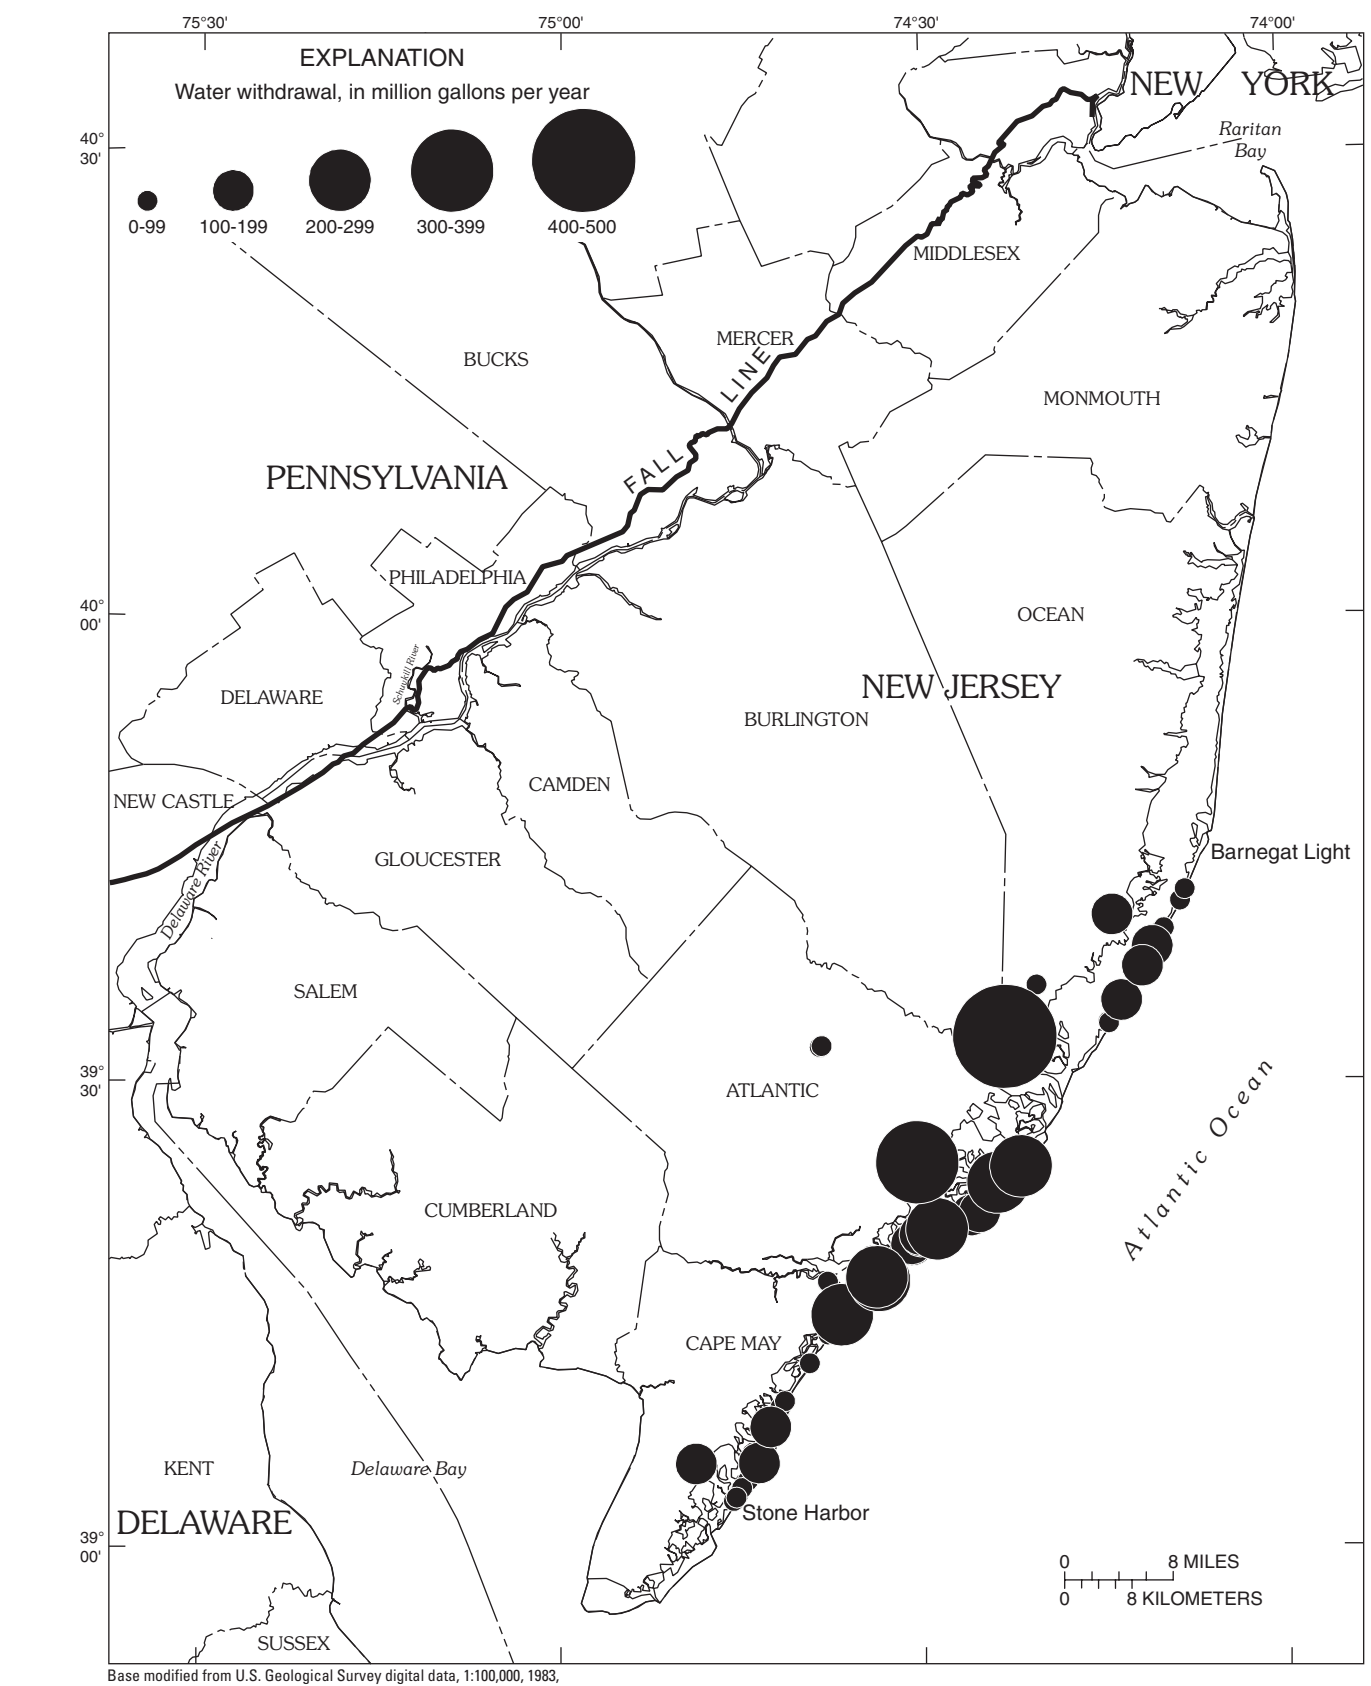 75°30'
75°00'
74°30'
74°00'
EXPLANATION
Water withdrawal, in million gallons per year
0-99
100-199
200-299
300-399
400-500
NEW YORK
Raritan
Bay
40°
30'
MIDDLESEX
MERCER
BUCKS
FALL LINE
MONMOUTH
PENNSYLVANIA
PHILADELPHIA
40°
00'
OCEAN
Schuylkill River
DELAWARE
NEW JERSEY
BURLINGTON
CAMDEN
NEW CASTLE
GLOUCESTER
Barnegat Light
Delaware River
SALEM
39°
30'
ATLANTIC
Atlantic Ocean
CUMBERLAND
CAPE MAY
KENT
Delaware Bay
DELAWARE
Stone Harbor
39°
00'
0 8 MILES
0 8 KILOMETERS
SUSSEX
Base modified from U.S. Geological Survey digital data, 1:100,000, 1983,